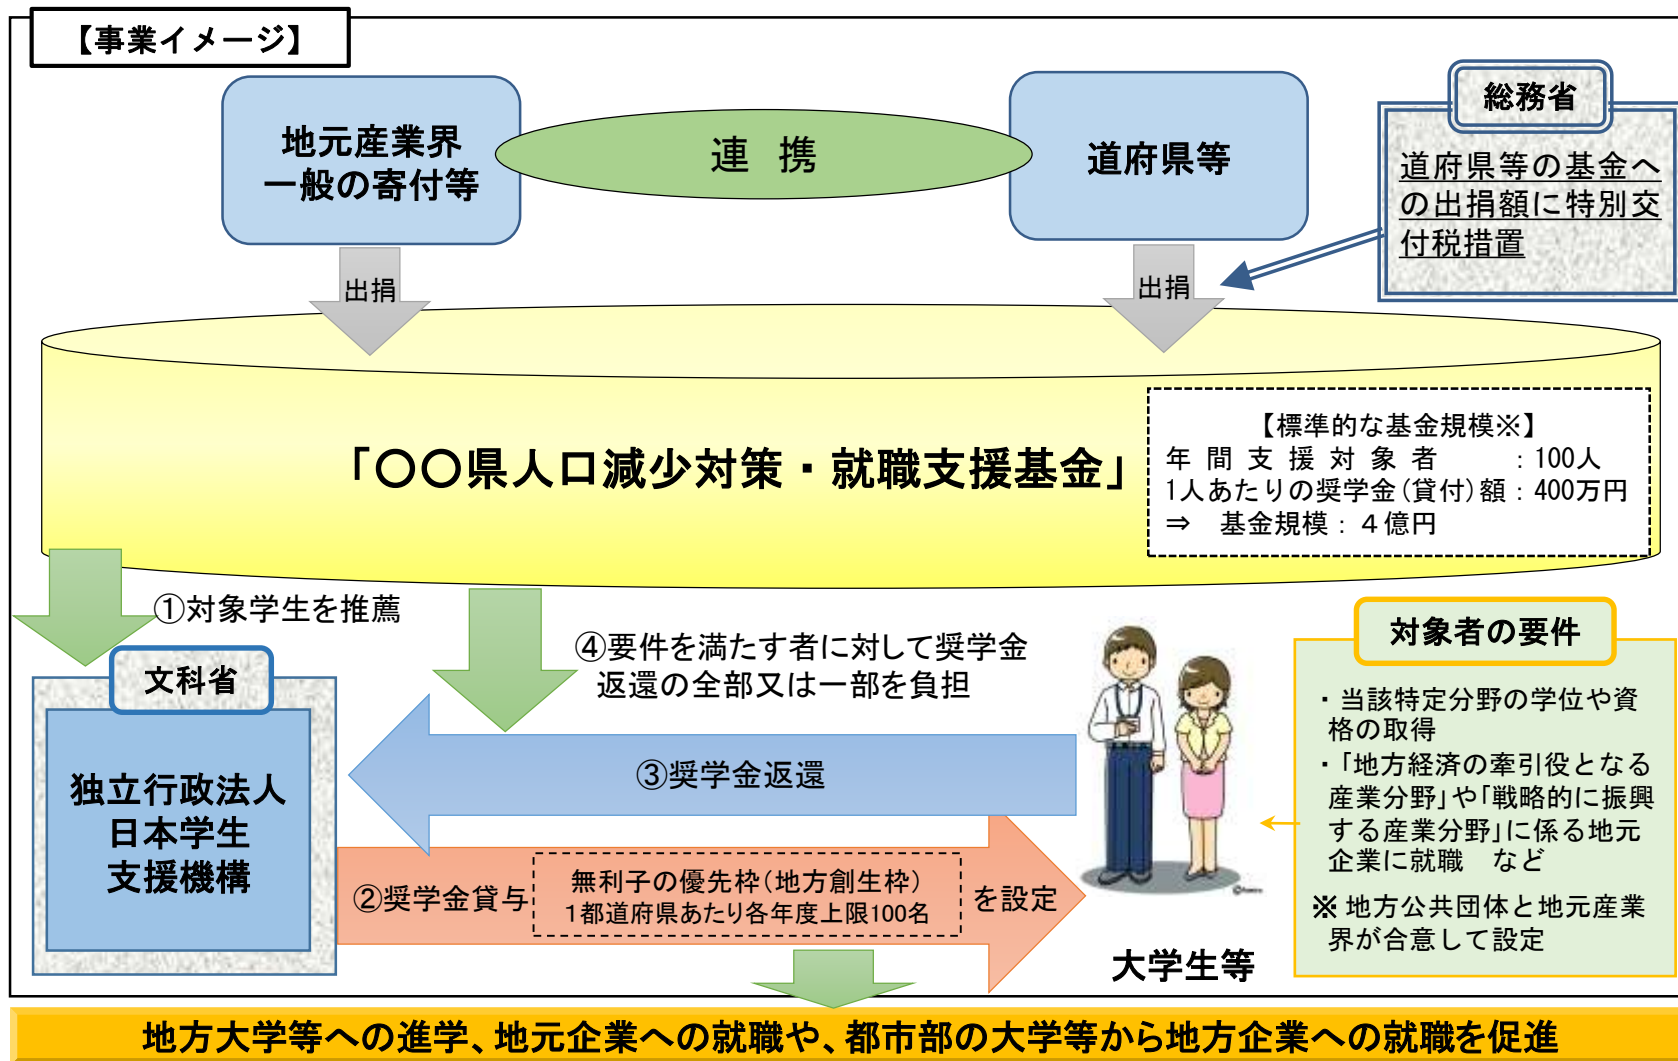 【事業イメージ】
地元産業界
一般の寄付等
連 携
道府県等
総務省
道府県等の基金へ
の出捐額に特別交
付税措置
出捐
出捐
「〇〇県人口減少対策・就職支援基金」
【標準的な基金規模※】
年間支援対象者 : 100人
1人あたりの奨学金(貸付)額 : 400万円
⇒ 基金規模 : 4億円
①対象学生を推薦
④要件を満たす者に対して奨学金
返還の全部又は一部を負担
文科省
独立行政法人
日本学生
支援機構
③奨学金返還
②奨学金貸与
無利子の優先枠(地方創生枠)
1都道府県あたり各年度上限100名
を設定
大学生等
対象者の要件
・当該特定分野の学位や資
格の取得
・「地方経済の牽引役となる
産業分野」や「戦略的に振興
する産業分野」に係る地元
企業に就職 など
※ 地方公共団体と地元産業
界が合意して設定
地方大学等への進学、地元企業への就職や、都市部の大学等から地方企業への就職を促進